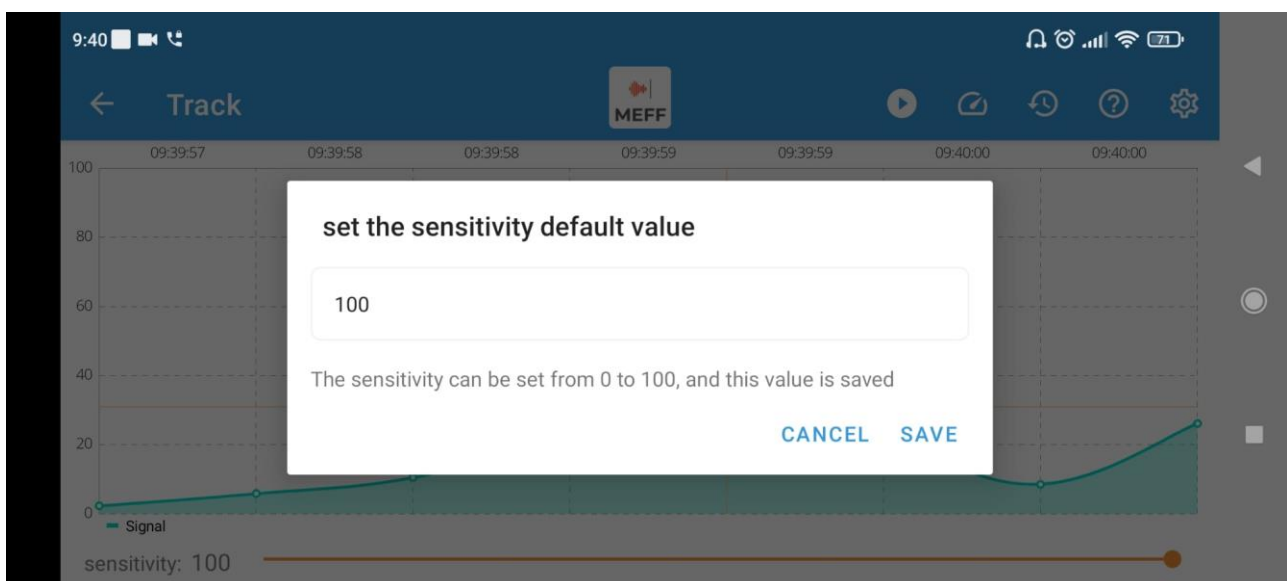 9:40
71
Track
MEFF
09:39:57 09:39:58 09:39:58 09:39:59 09:39:59 09:40:00 09:40:00
100
80
60
40
20
0
set the sensitivity default value
100
The sensitivity can be set from 0 to 100, and this value is saved
CANCEL SAVE
Signal
sensitivity: 100